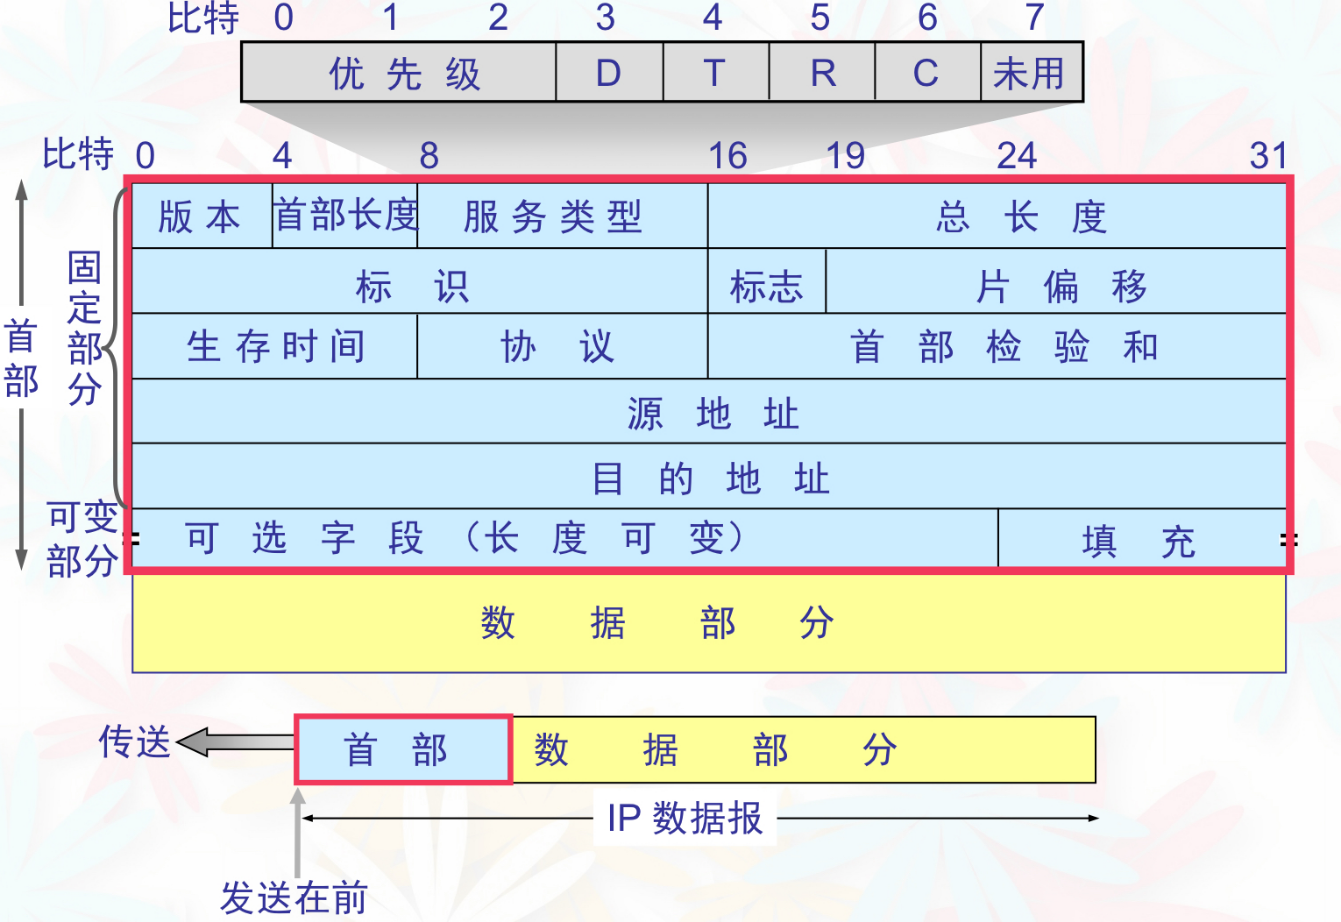 比特 0 1 2 3 4 5 6 7
优先级 D T R C 未用
比特 0 4 8 16 19 24 31
版本 首部长度 服务类型 总长度
标识 标志 片偏移
生存时间 协议 首部检验和
源地址
目的地址
可选字段（长度可变） 填充
首部
固定部分
可变
部分
= =
数据部分
传送 首部 数据部分
IP 数据报
发送在前